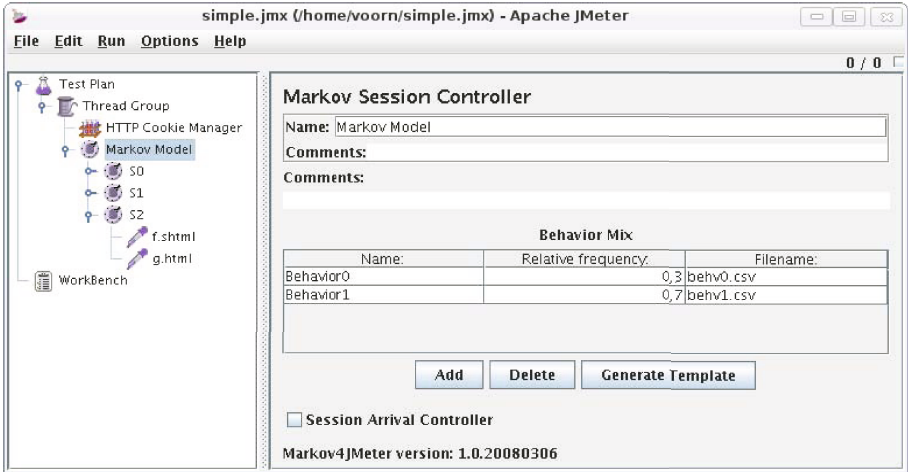 simple.jmx (/home/voorn/simple.jmx) - Apache JMeter
File Edit Run Options Help
0 / 0
Test Plan
Thread Group
HTTP Cookie Manager
Markov Model
S0
S1
S2
f.shtml
g.html
WorkBench
Markov Session Controller
Name: Markov Model
Comments:
Comments:
Behavior Mix
Name: Relative frequency: Filename:
Behavior0 0,3 behv0.csv
Behavior1 0,7 behv1.csv
Add Delete Generate Template
Session Arrival Controller
Markov4JMeter version: 1.0.20080306